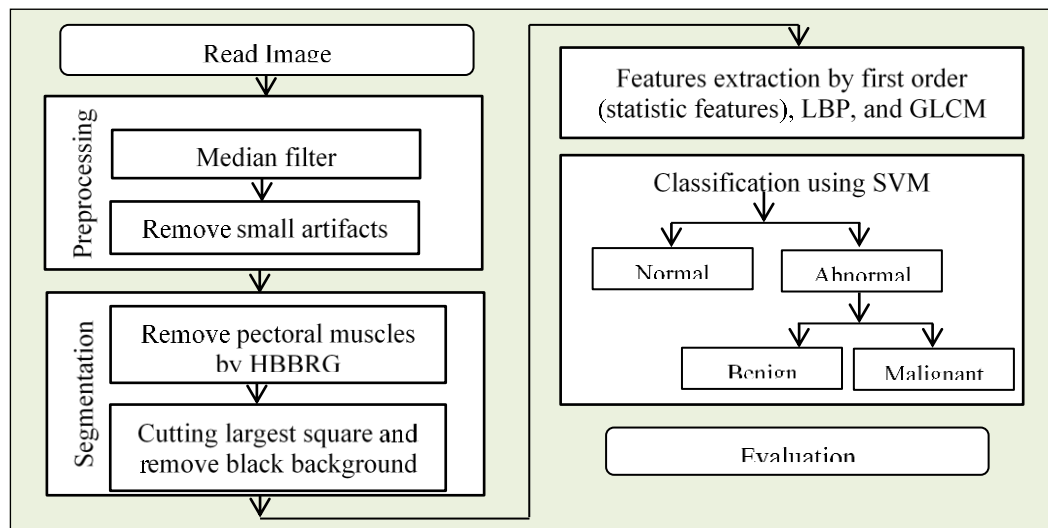 Read Image
Preprocessing
Median filter
Remove small artifacts
Segmentation
Remove pectoral muscles
by HBBRG
Cutting largest square and
remove black background
Features extraction by first order
(statistic features), LBP, and GLCM
Classification using SVM
Normal
Abnormal
Benign
Malignant
Evaluation